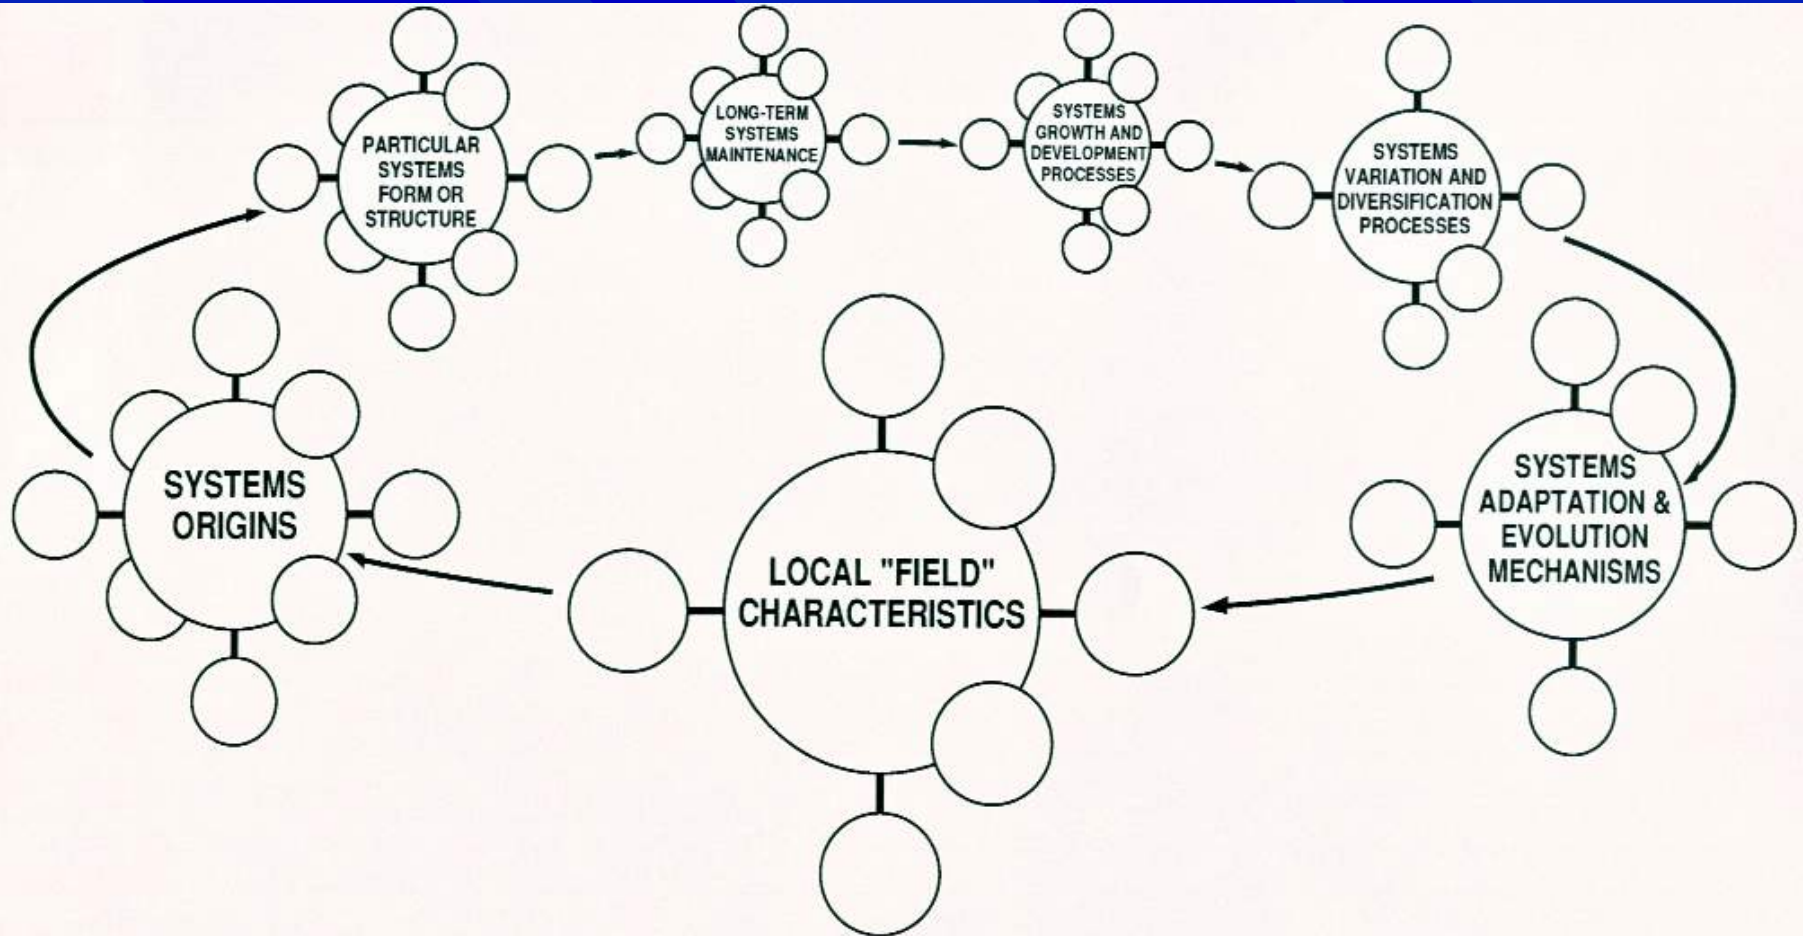 PARTICULAR
SYSTEMS
FORM OR
STRUCTURE
LONG-TERM
SYSTEMS
MAINTENANCE
SYSTEMS
GROWTH AND
DEVELOPMENT
PROCESSES
SYSTEMS
VARIATION AND
DIVERSIFICATION
PROCESSES
SYSTEMS
ORIGINS
LOCAL "FIELD"
CHARACTERISTICS
SYSTEMS
ADAPTATION &
EVOLUTION
MECHANISMS